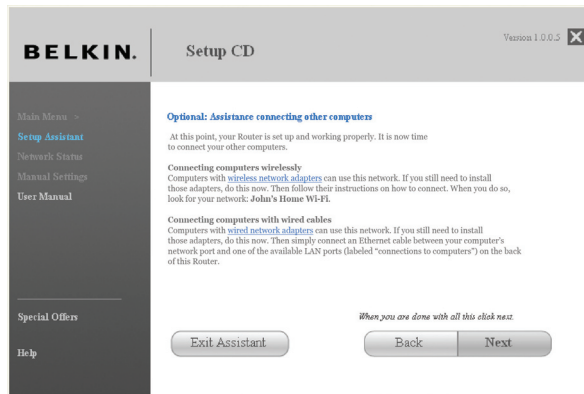 BELKIN.
Setup CD
Version 1.0.0.5
Main Menu >
Setup Assistant
Network Status
Manual Settings
User Manual
Special Offers
Help
Optional: Assistance connecting other computers
At this point, your Router is set up and working properly. It is now time
to connect your other computers.
Connecting computers wirelessly
Computers with wireless network adapters can use this network. If you still need to install
those adapters, do this now. Then follow their instructions on how to connect. When you do so,
look for your network: John's Home Wi-Fi.
Connecting computers with wired cables
Computers with wired network adapters can use this network. If you still need to install
those adapters, do this now. Then simply connect an Ethernet cable between your computer's
network port and one of the available LAN ports (labeled "connections to computers") on the back
of this Router.
When you are done with all this click next.
Exit Assistant
Back
Next